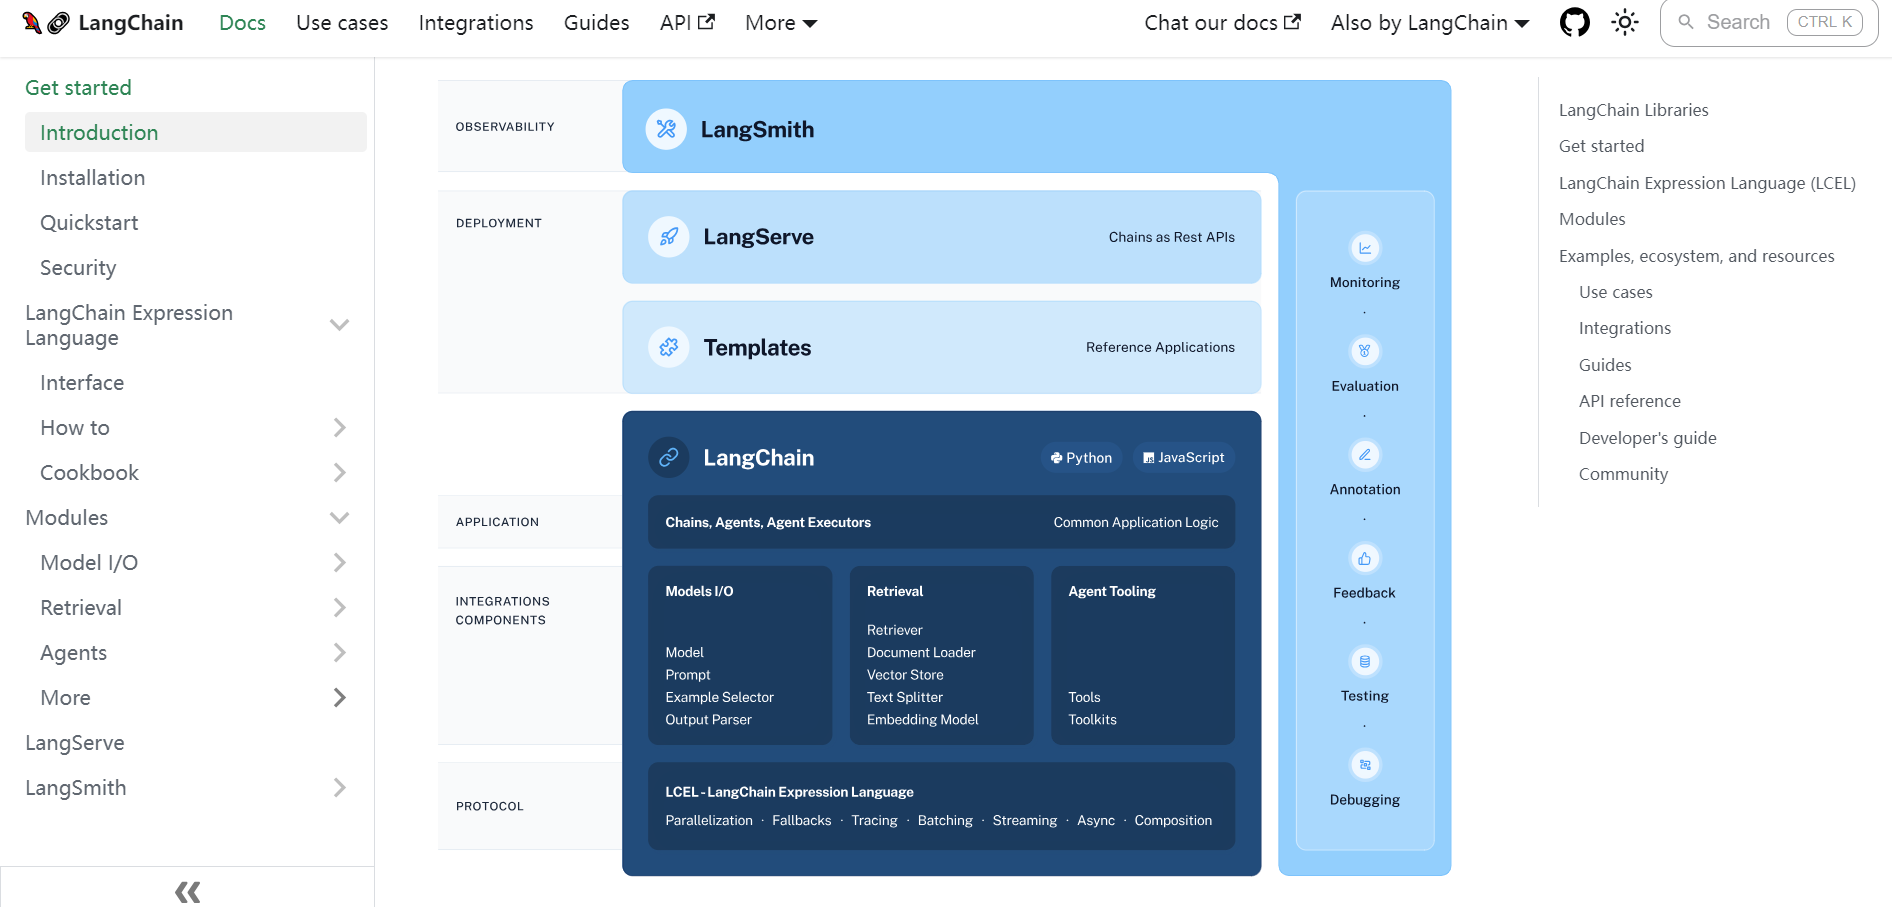 LangChain
Docs
Use cases
Integrations
Guides
API
More
Chat our docs
Also by LangChain
Search
CTRL K
Get started
Introduction
Installation
Quickstart
Security
LangChain Expression
Language
Interface
How to
Cookbook
Modules
Model I/O
Retrieval
Agents
More
LangServe
LangSmith
OBSERVABILITY
LangSmith
DEPLOYMENT
LangServe
Chains as Rest APIs
Templates
Reference Applications
LangChain
Python
JavaScript
APPLICATION
Chains, Agents, Agent Executors
Common Application Logic
INTEGRATIONS
COMPONENTS
Models I/O
Model
Prompt
Example Selector
Output Parser
Retrieval
Retriever
Document Loader
Vector Store
Text Splitter
Embedding Model
Agent Tooling
Tools
Toolkits
PROTOCOL
LCEL - LangChain Expression Language
Parallelization · Fallbacks · Tracing · Batching · Streaming · Async · Composition
Monitoring
Evaluation
Annotation
Feedback
Testing
Debugging
LangChain Libraries
Get started
LangChain Expression Language (LCEL)
Modules
Examples, ecosystem, and resources
Use cases
Integrations
Guides
API reference
Developer's guide
Community